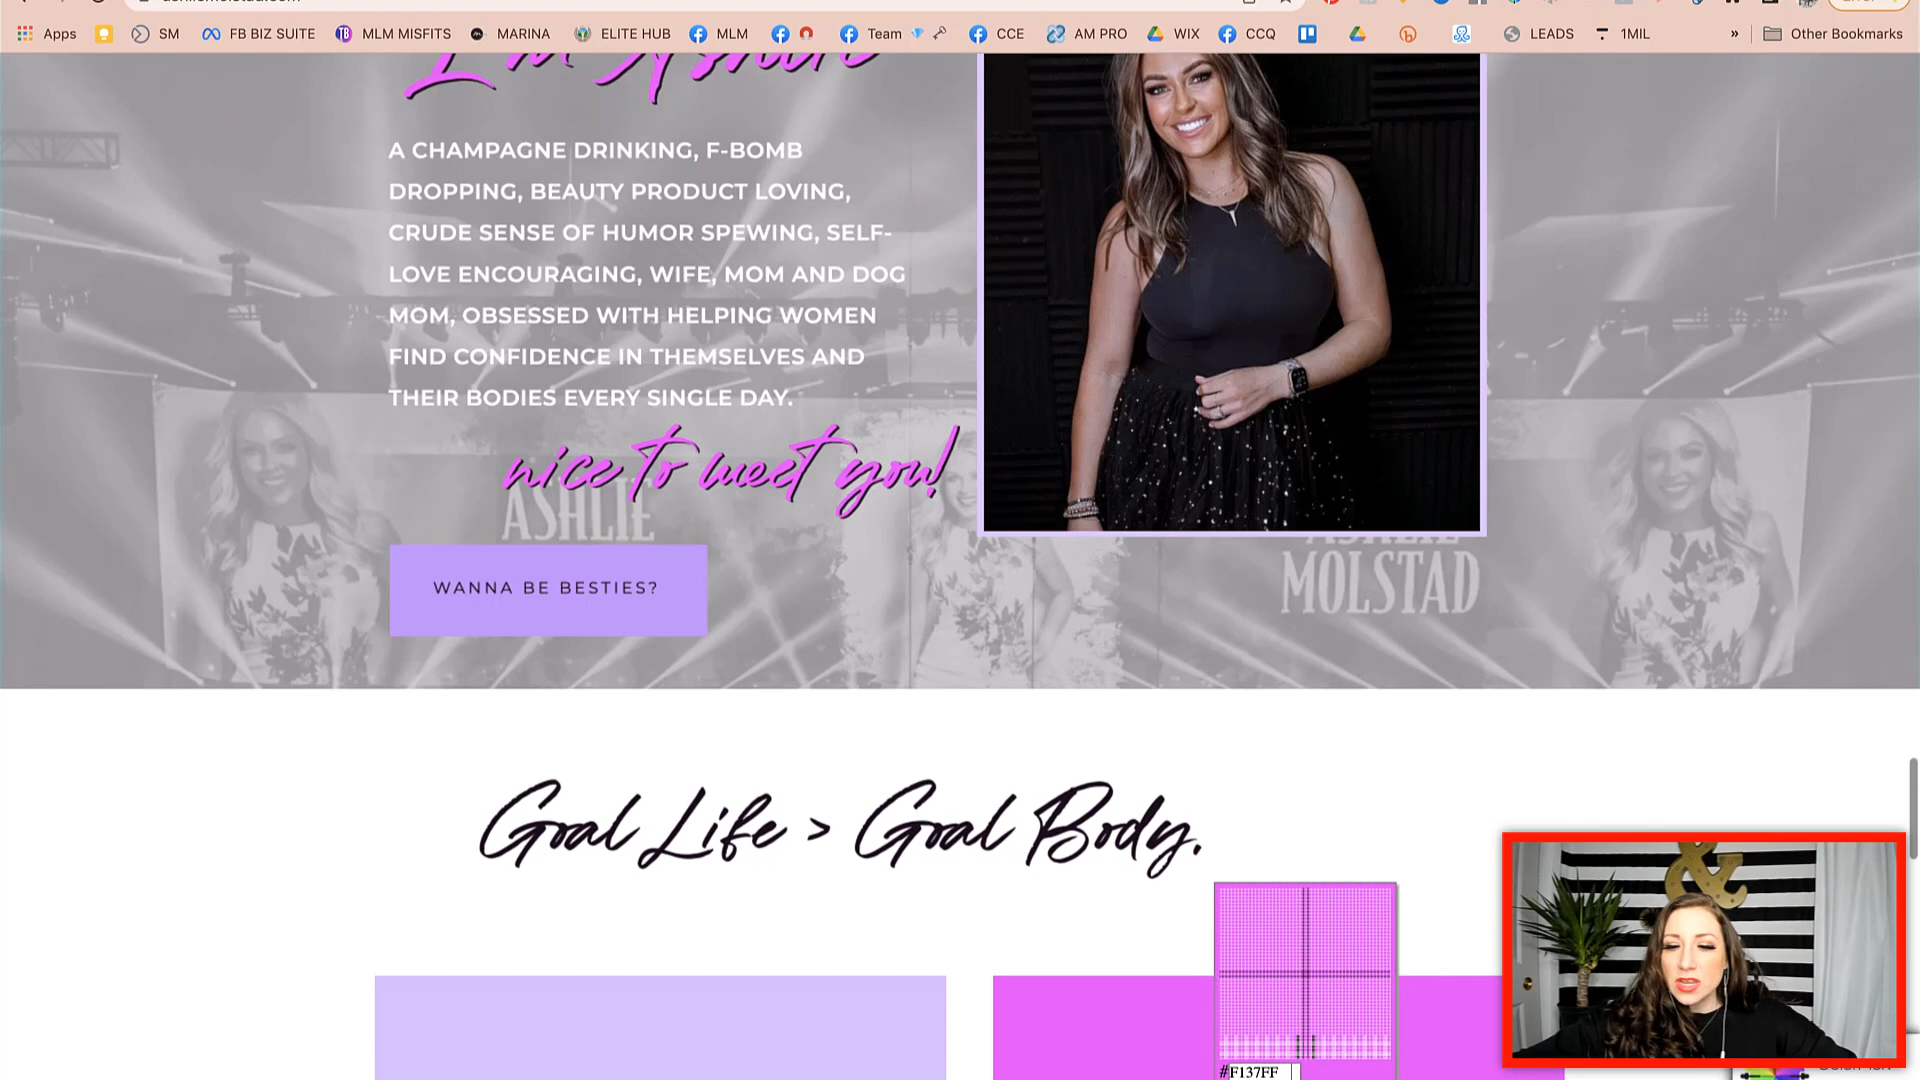 Apps SM FB BIZ SUITE MLM MISFITS MARINA ELITE HUB MLM Team CCE AM PRO WIX CCQ LEADS 1MIL » Other Bookmarks
I'm Ashlie
A CHAMPAGNE DRINKING, F-BOMB
DROPPING, BEAUTY PRODUCT LOVING,
CRUDE SENSE OF HUMOR SPEWING, SELF-
LOVE ENCOURAGING, WIFE, MOM AND DOG
MOM, OBSESSED WITH HELPING WOMEN
FIND CONFIDENCE IN THEMSELVES AND
THEIR BODIES EVERY SINGLE DAY.
nice to meet you!
ASHLIE
ASHLIE
MOLSTAD
WANNA BE BESTIES?
Goal Life > Goal Body.
&
#F137FF